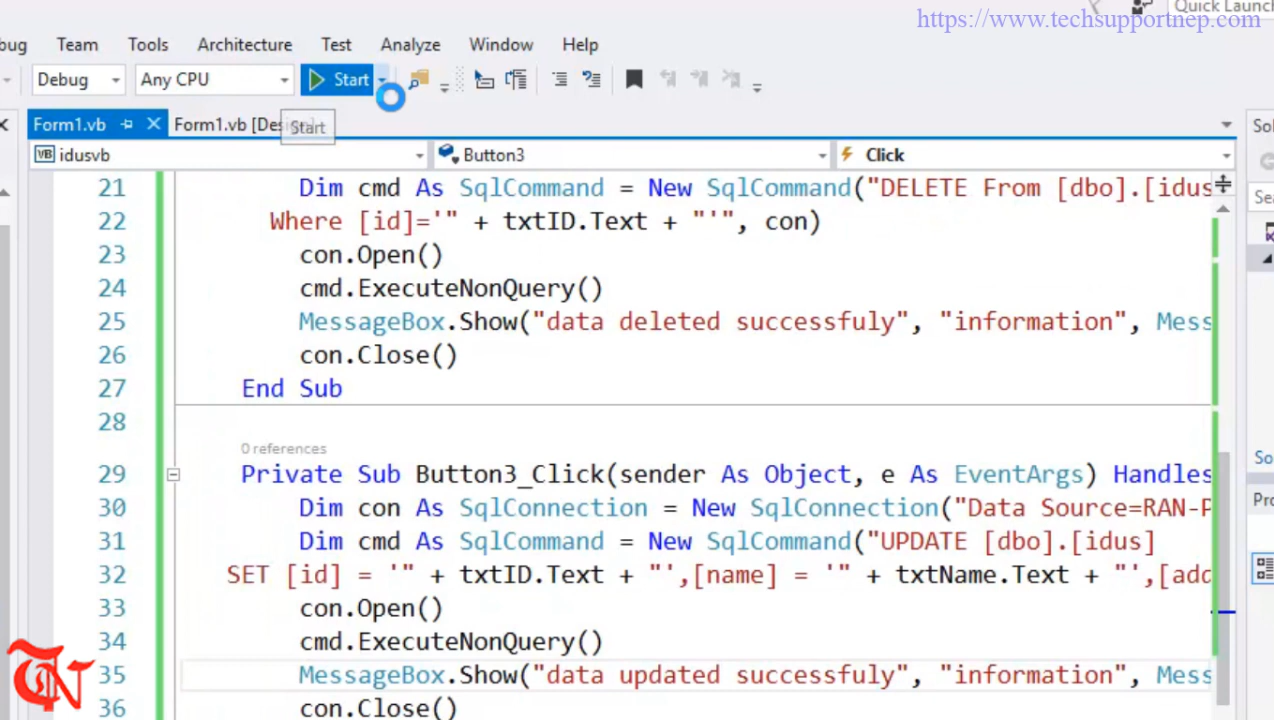 https://www.techsupportnep.com
Quick Launch
bug Team Tools Architecture Test Analyze Window Help
Debug Any CPU Start
Form1.vb Form1.vb [Des Start
idusvb Button3 Click
21 Dim cmd As SqlCommand = New SqlCommand("DELETE From [dbo].[idus
22 Where [id]='" + txtID.Text + "'", con)
23 con.Open()
24 cmd.ExecuteNonQuery()
25 MessageBox.Show("data deleted successfuly", "information", Mess
26 con.Close()
27 End Sub
28
0 references
29 Private Sub Button3_Click(sender As Object, e As EventArgs) Handles
30 Dim con As SqlConnection = New SqlConnection("Data Source=RAN-P
31 Dim cmd As SqlCommand = New SqlCommand("UPDATE [dbo].[idus]
32 SET [id] = '" + txtID.Text + "',[name] = '" + txtName.Text + "',[add
33 con.Open()
34 cmd.ExecuteNonQuery()
35 MessageBox.Show("data updated successfuly", "information", Mess
36 con.Close()
Sol
Sea
So
Pro